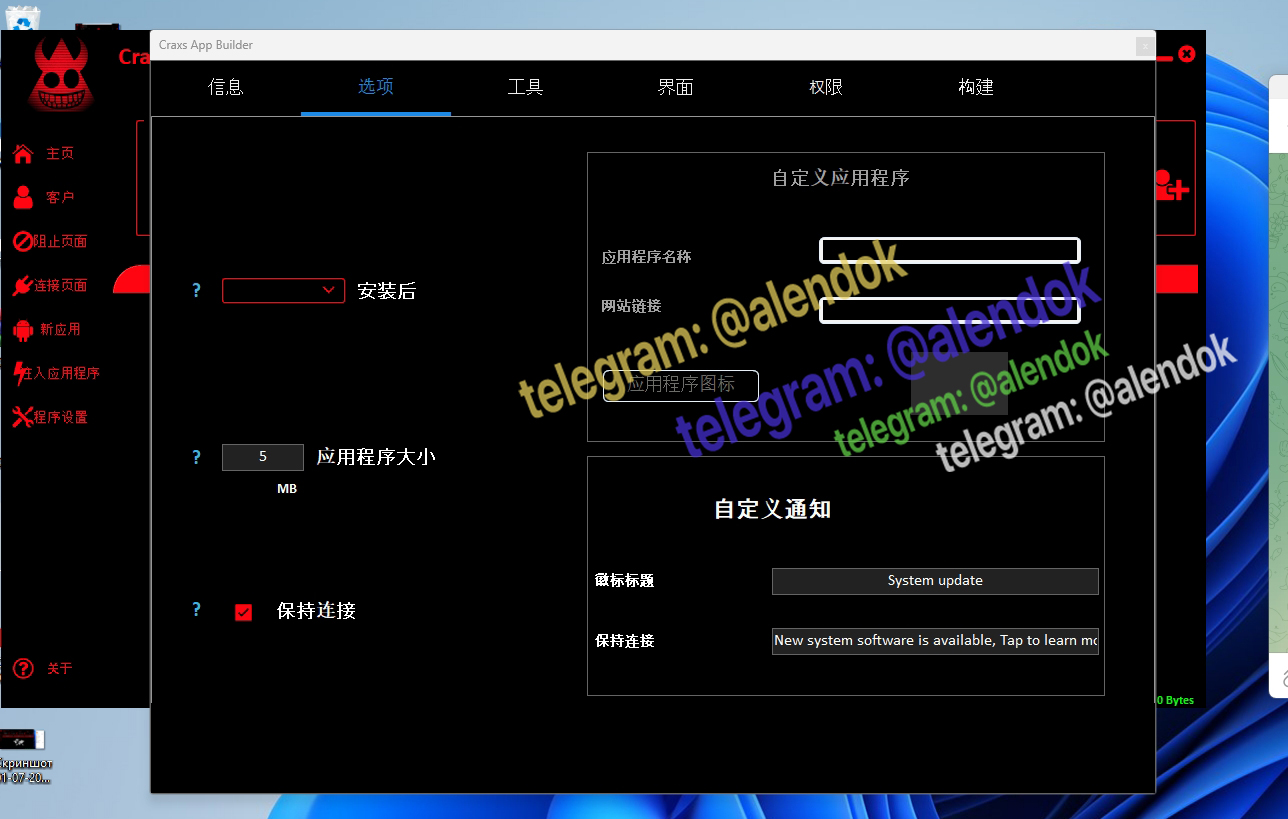 Craxs App Builder
x
Cra
信息 选项 工具 界面 权限 构建
主页
客户
阻止页面
连接页面
新应用
注入应用程序
程序设置
关于
? 安装后
? 5 应用程序大小
MB
? 保持连接
自定义应用程序
应用程序名称
网站链接
应用程序图标
telegram: @alendok
telegram: @alendok
telegram: @alendok
telegram: @alendok
自定义通知
徽标标题 System update
保持连接 New system software is available, Tap to learn mo
0 Bytes
криншот
01-07-20...